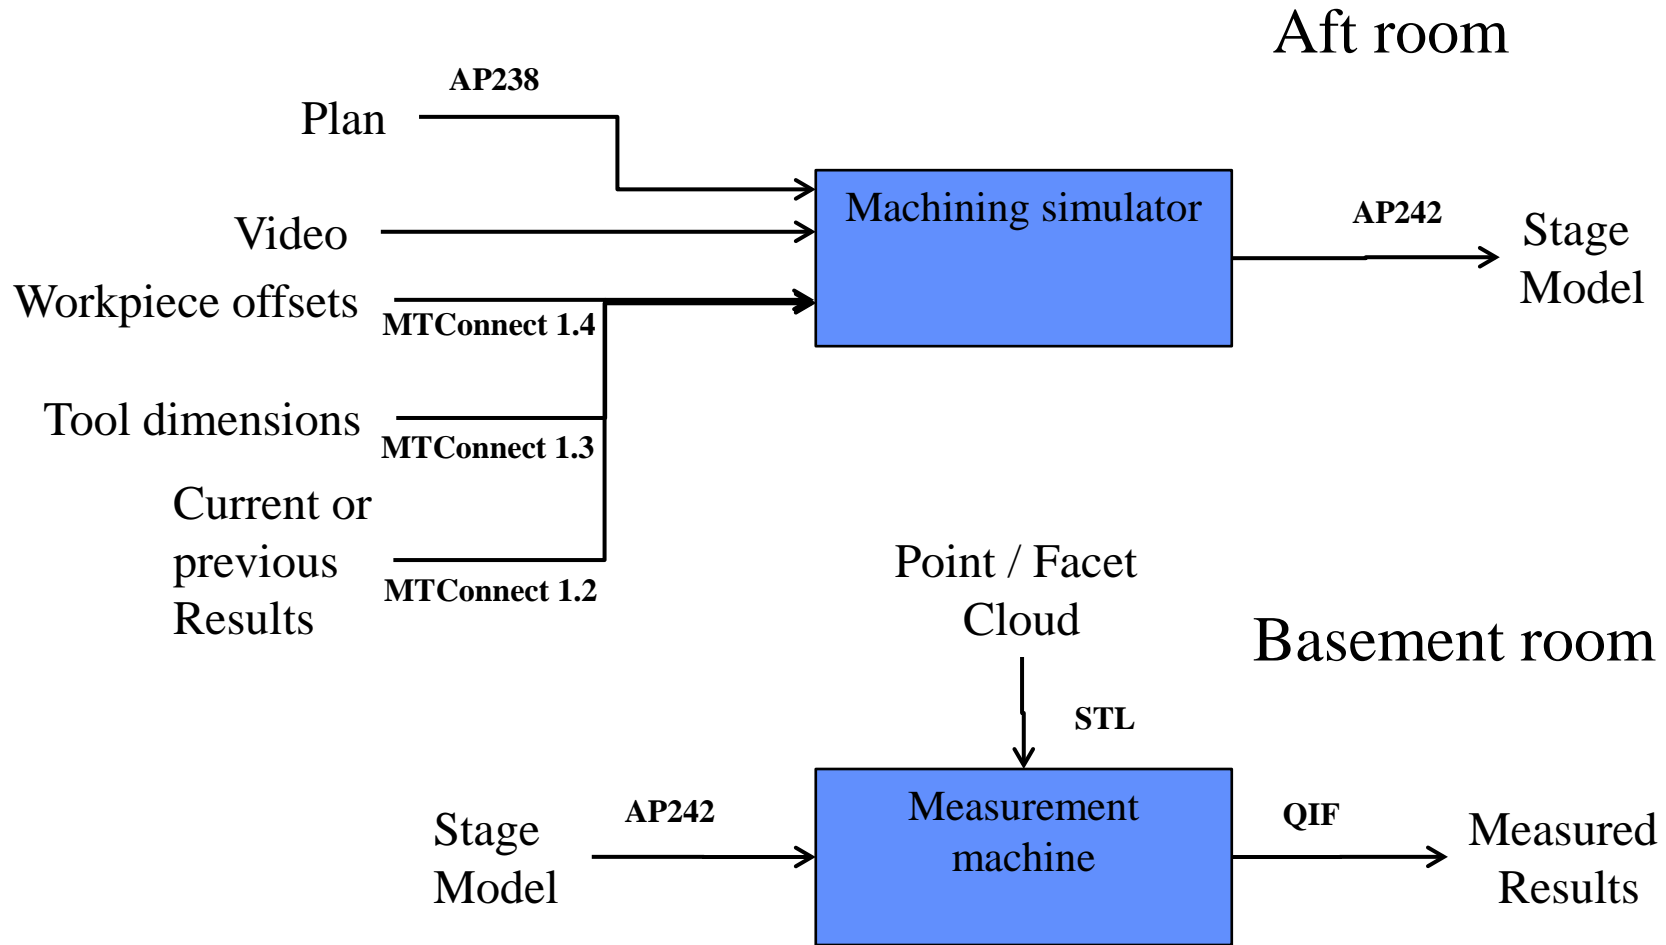 Aft room
AP238
Plan
Machining simulator
Video
AP242
Stage
Model
Workpiece offsets
MTConnect 1.4
Tool dimensions
MTConnect 1.3
Current or
previous
Results
MTConnect 1.2
Point / Facet
Cloud
Basement room
STL
Stage
Model
AP242
Measurement
machine
QIF
Measured
Results